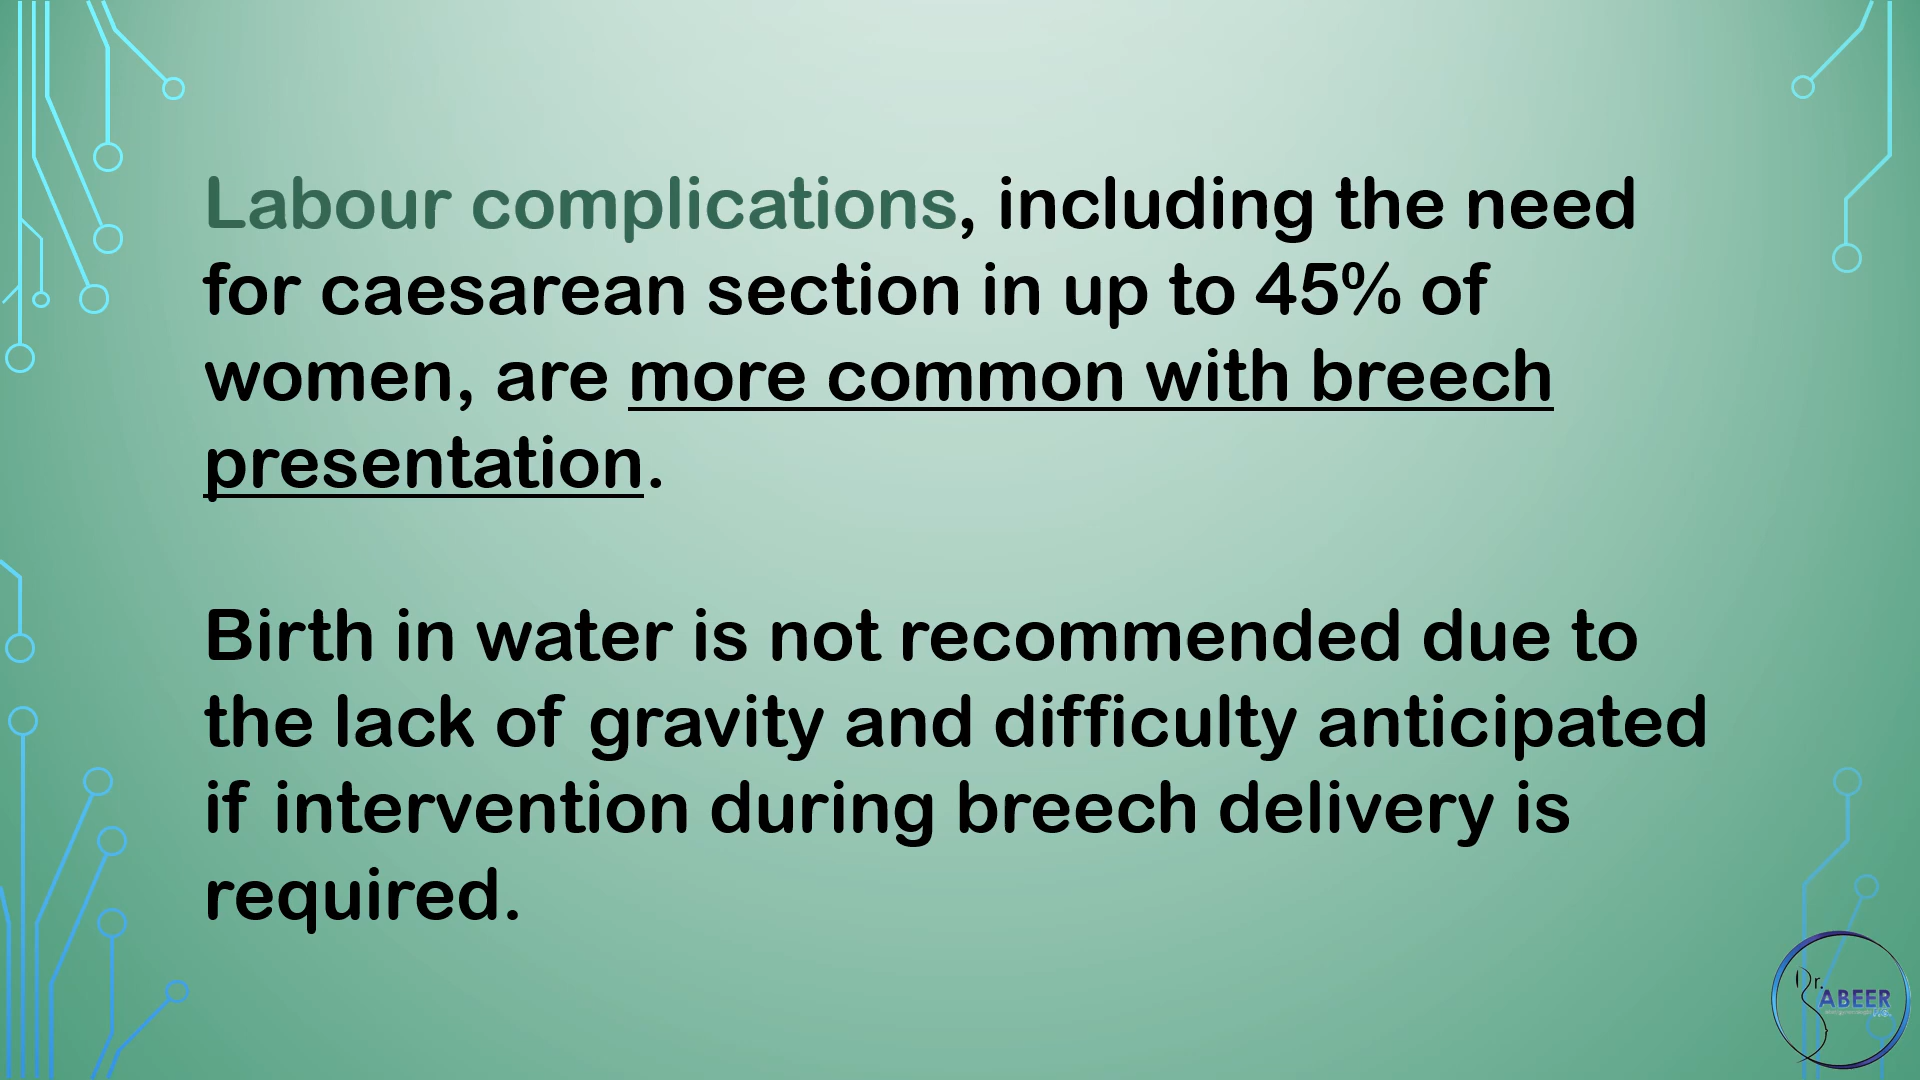 Labour complications, including the need
for caesarean section in up to 45% of
women, are more common with breech
presentation.
Birth in water is not recommended due to
the lack of gravity and difficulty anticipated
if intervention during breech delivery is
required.
Dr.
ABEER